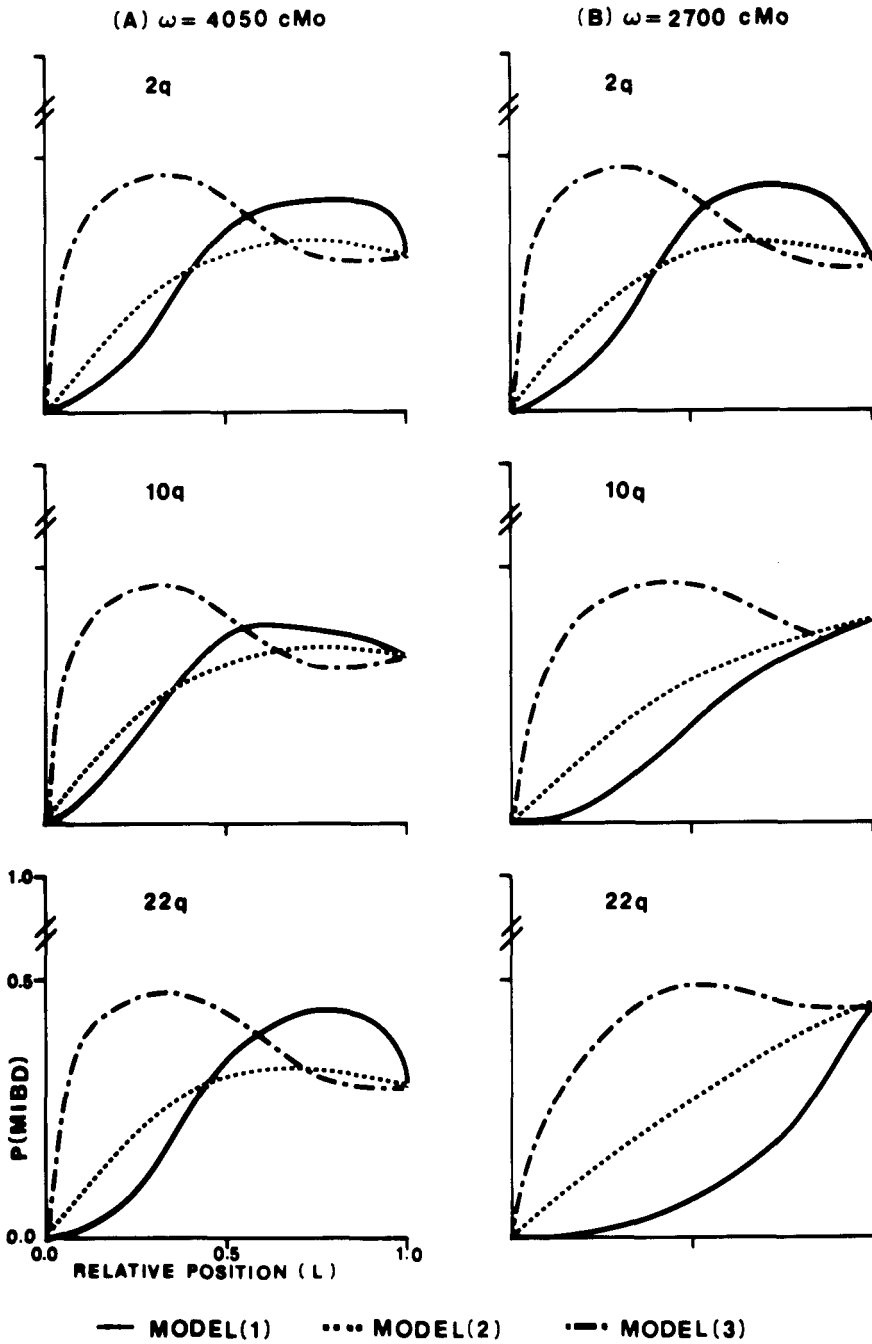 (A) ω = 4050 cMo
(B) ω = 2700 cMo
2q
2q
10q
10q
1.0
22q
22q
0.5
P(MIBD)
0.0
0.0 0.5 1.0
RELATIVE POSITION (L)
MODEL(1) MODEL(2) MODEL(3)